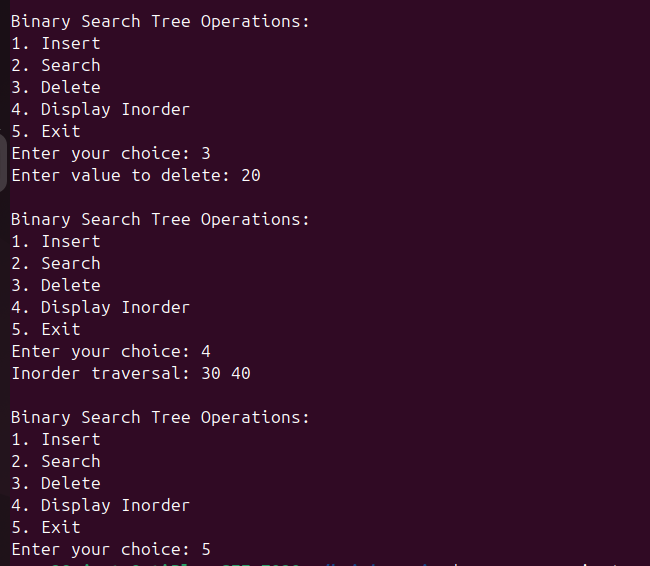 Binary Search Tree Operations:
1. Insert
2. Search
3. Delete
4. Display Inorder
5. Exit
Enter your choice: 3
Enter value to delete: 20
Binary Search Tree Operations:
1. Insert
2. Search
3. Delete
4. Display Inorder
5. Exit
Enter your choice: 4
Inorder traversal: 30 40
Binary Search Tree Operations:
1. Insert
2. Search
3. Delete
4. Display Inorder
5. Exit
Enter your choice: 5